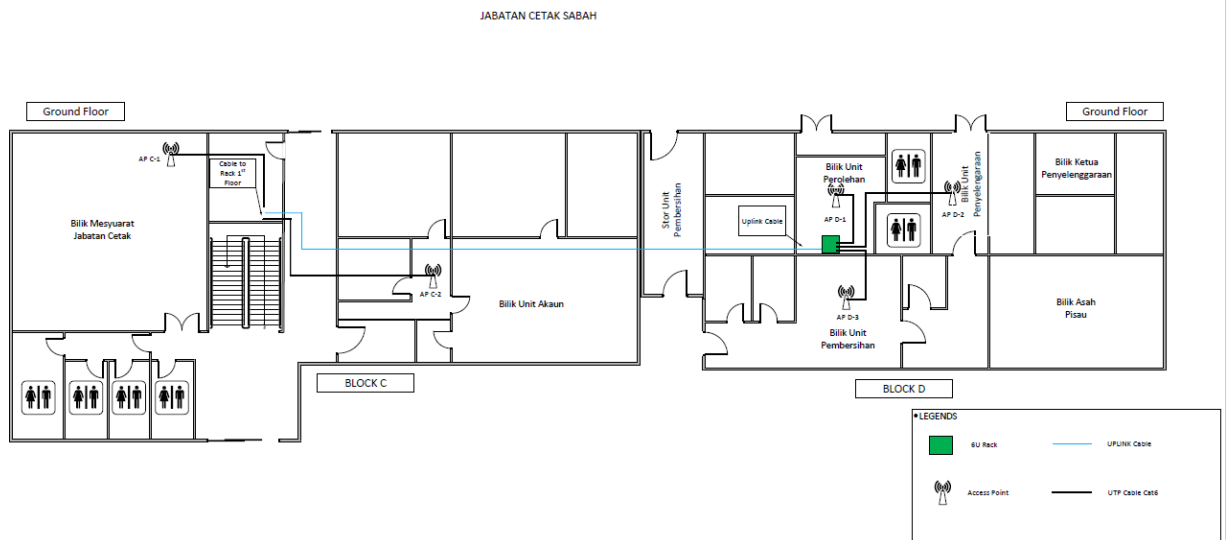 JABATAN CETAK SABAH
Ground Floor
Ground Floor
AP C-1
Cable to
Rack 1st
Floor
Bilik Mesyuarat
Jabatan Cetak
AP C-2
Bilik Unit Akaun
Stor Unit
Pembersihan
Uplink Cable
Bilik Unit
Perolehan
AP D-1
AP D-2
Bilik Unit
Penyelengaraan
Bilik Ketua
Penyelenggaraan
AP D-3
Bilik Unit
Pembersihan
Bilik Asah
Pisau
BLOCK C
BLOCK D
•LEGENDS
6U Rack
UPLINK Cable
Access Point
UTP Cable Cat6